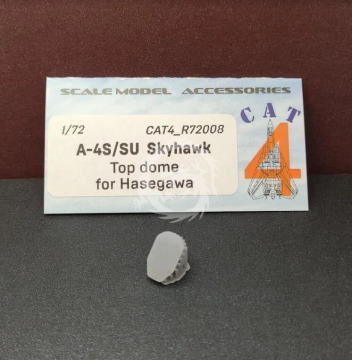 SCALE MODEL ACCESSORIES
CAT
4
1/72 CAT4_R72008
A-4S/SU Skyhawk
Top dome
for Hasegawa